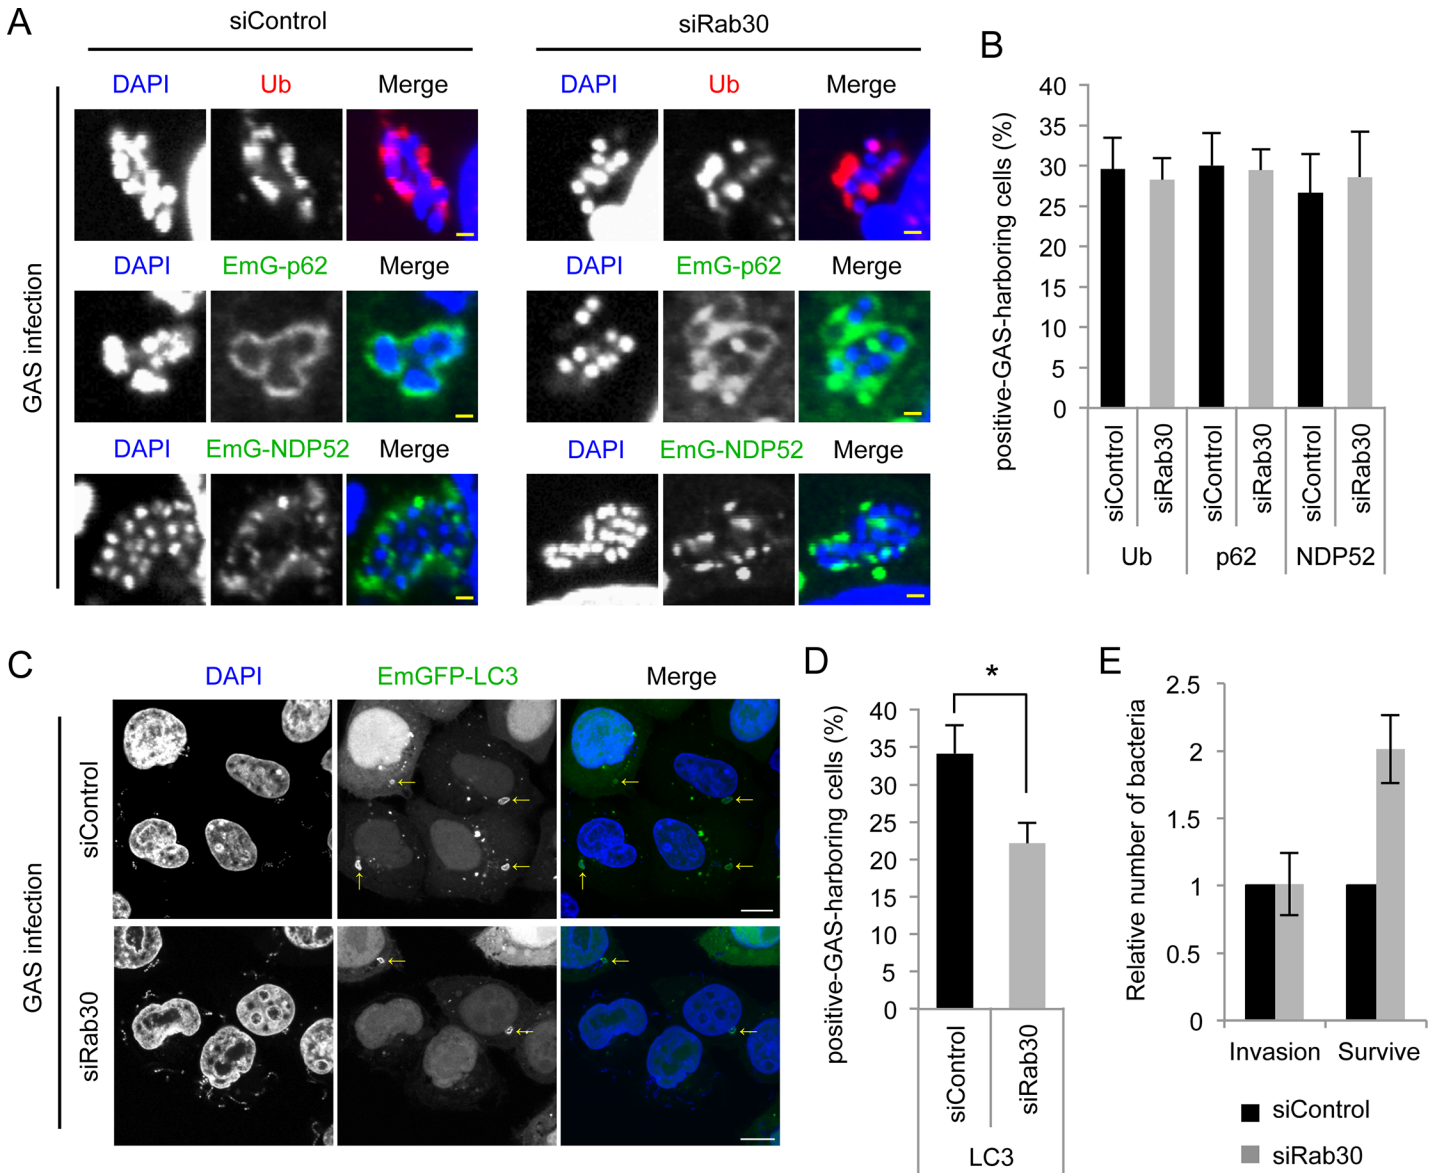 A
siControl
siRab30
DAPI Ub Merge DAPI Ub Merge
DAPI EmG-p62 Merge DAPI EmG-p62 Merge
DAPI EmG-NDP52 Merge DAPI EmG-NDP52 Merge
GAS infection
B
positive-GAS-harboring cells (%)
40
35
30
25
20
15
10
5
0
siControl siRab30 siControl siRab30 siControl siRab30
Ub p62 NDP52
C
DAPI EmGFP-LC3 Merge
siControl
siRab30
GAS infection
D
*
positive-GAS-harboring cells (%)
40
35
30
25
20
15
10
5
0
siControl siRab30
LC3
E
Relative number of bacteria
2.5
2
1.5
1
0.5
0
Invasion Survive
siControl
siRab30